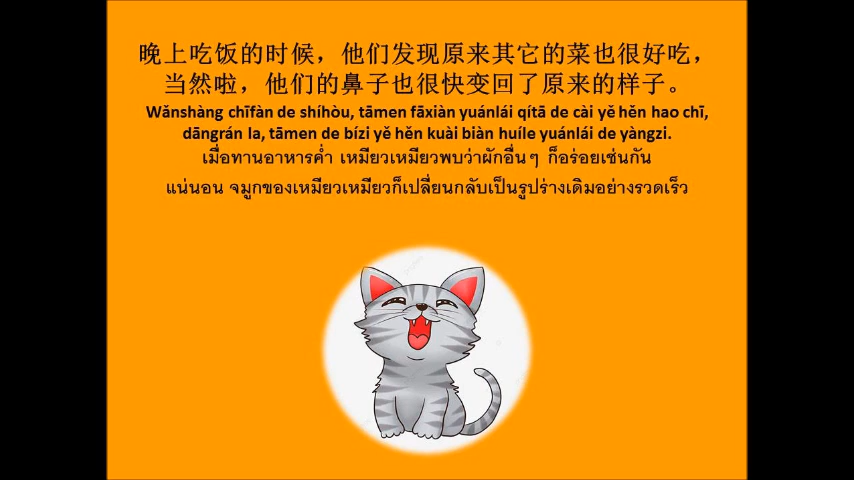 晚上吃饭的时候，他们发现原来其它的菜也很好吃，
当然啦，他们的鼻子也很快变回了原来的样子。
Wǎnshàng chīfàn de shíhòu, tāmen fāxiàn yuánlái qítā de cài yě hěn hao chī,
dāngrán la, tāmen de bízi yě hěn kuài biàn huíle yuánlái de yàngzi.
เมื่อทานอาหารค่ำ เหมียวเหมียวพบว่าผักอื่นๆ ก็อร่อยเช่นกัน
แน่นอน จมูกของเหมียวเหมียวก็เปลี่ยนกลับเป็นรูปร่างเดิมอย่างรวดเร็ว